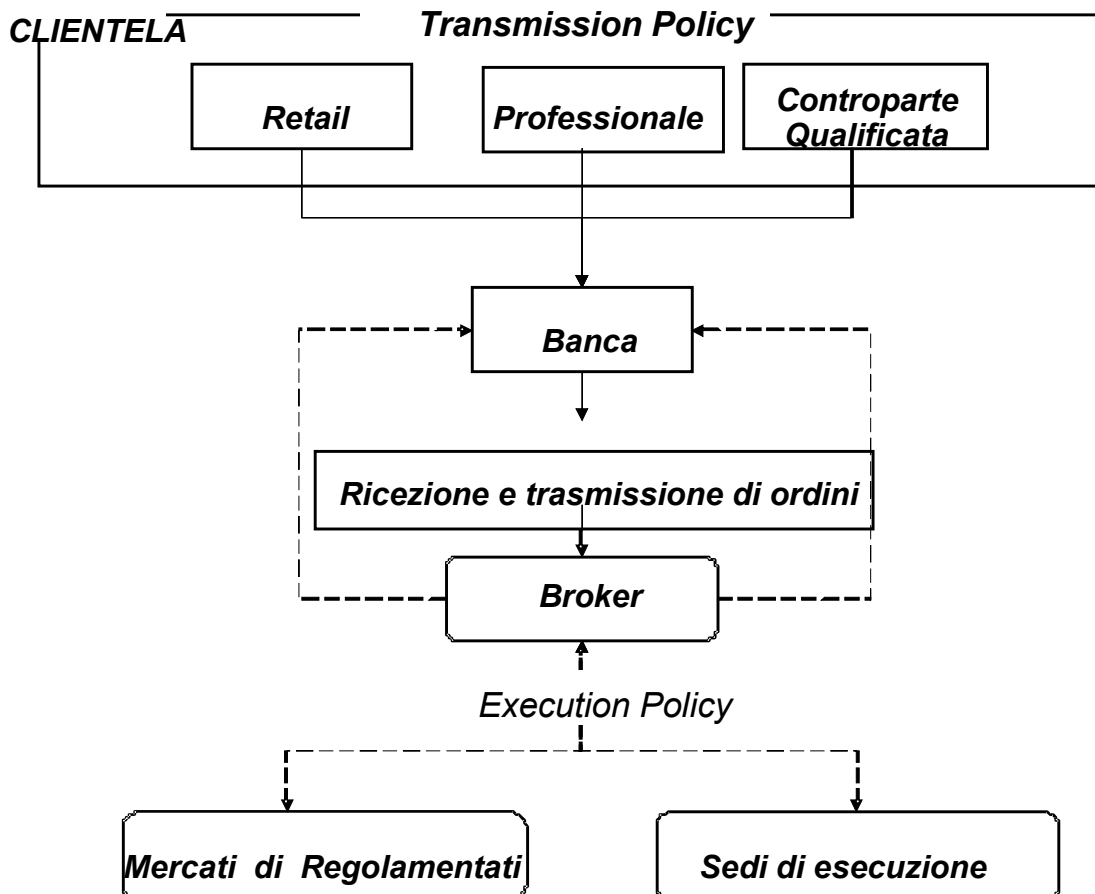 Transmission Policy
CLIENTELA
Retail
Professionale
Controparte
Qualificata
Banca
Ricezione e trasmissione di ordini
Broker
Execution Policy
Mercati di Regolamentati
Sedi di esecuzione